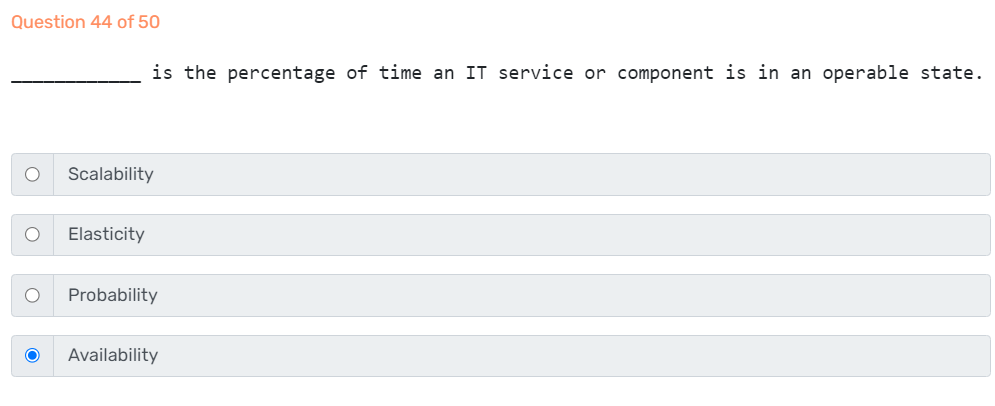 Question 44 of 50
____________ is the percentage of time an IT service or component is in an operable state.
Scalability
Elasticity
Probability
Availability